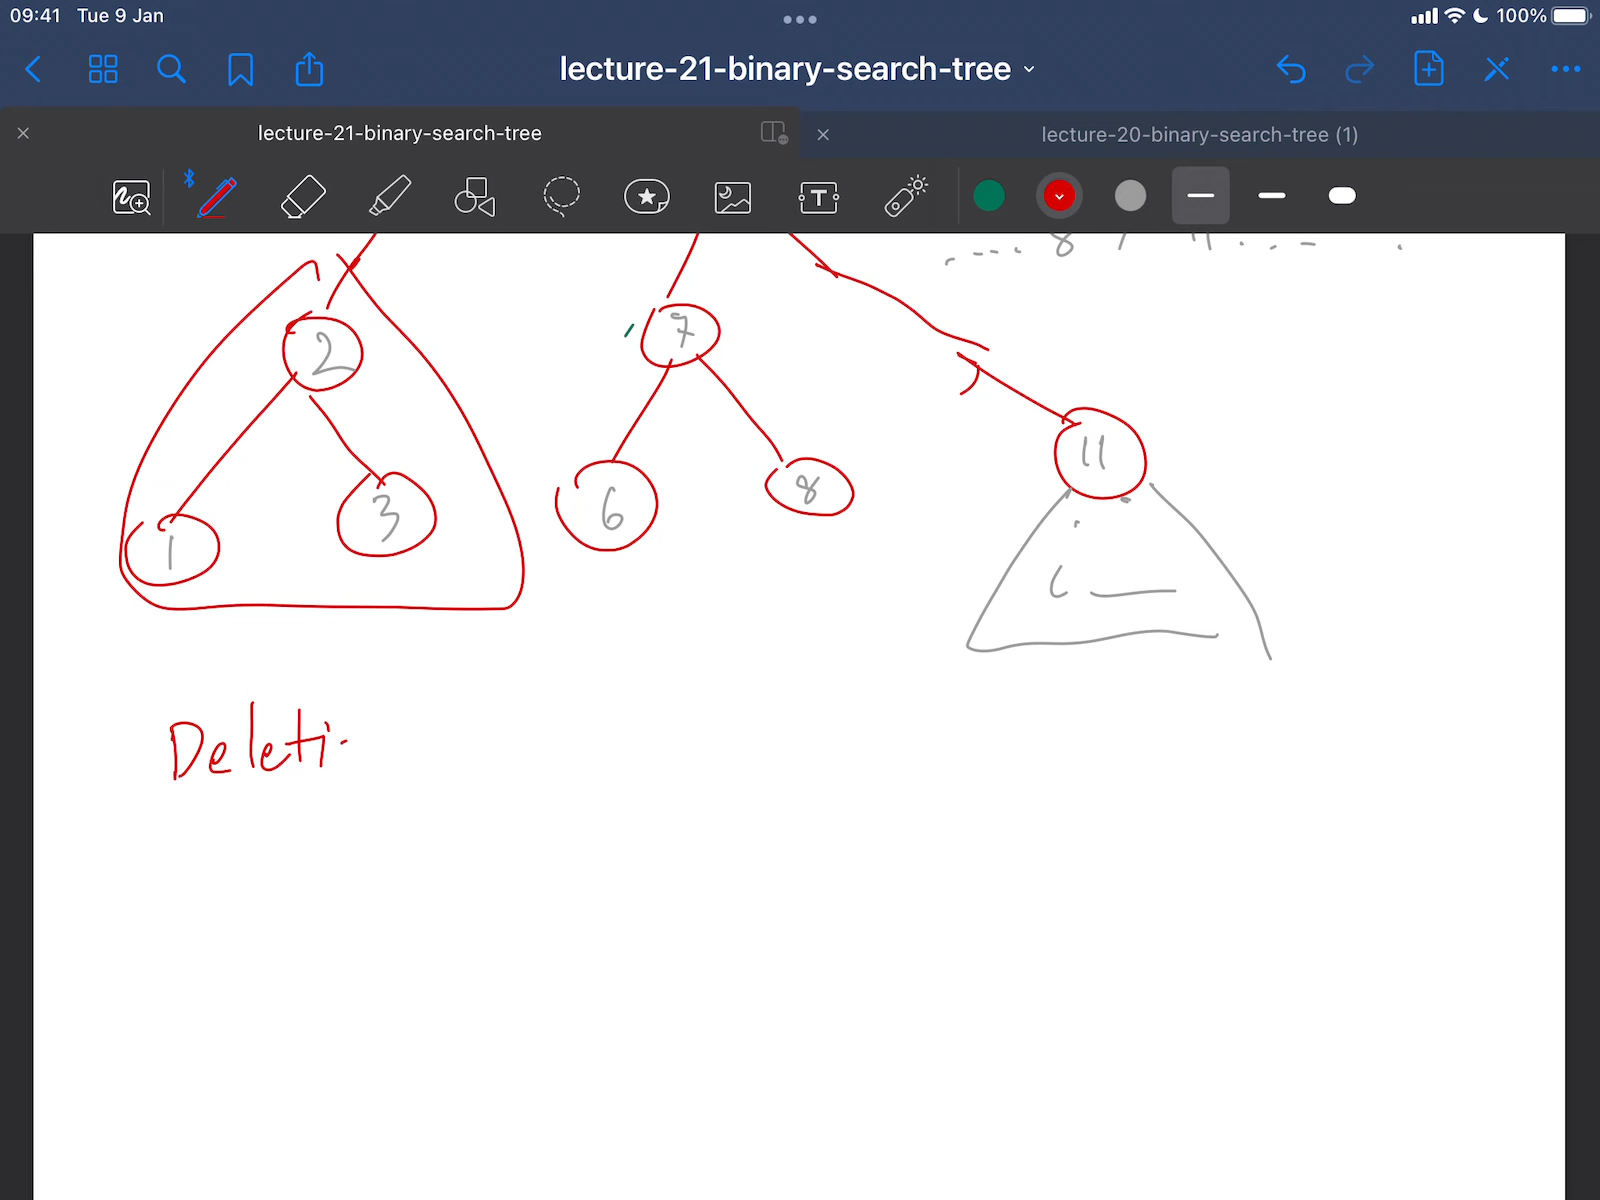 09:41 Tue 9 Jan
100%
lecture-21-binary-search-tree
lecture-21-binary-search-tree
lecture-20-binary-search-tree (1)
T
8
2
7
11
1
3
6
8
Deleti